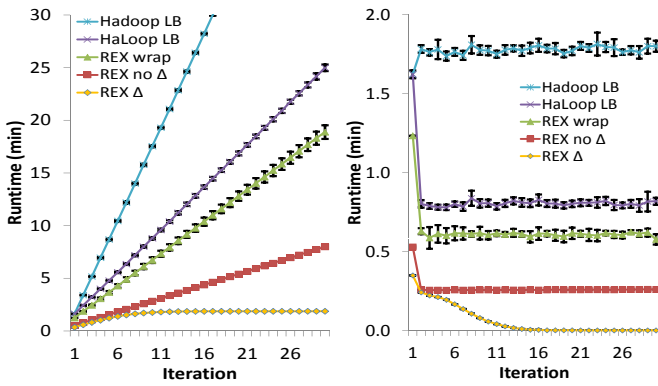 30
25
20
15
10
5
0
Runtime (min)
Hadoop LB
HaLoop LB
REX wrap
REX no Δ
REX Δ
1 6 11 16 21 26
Iteration
2.0
1.5
1.0
0.5
0.0
Runtime (min)
Hadoop LB
HaLoop LB
REX wrap
REX no Δ
REX Δ
1 6 11 16 21 26
Iteration